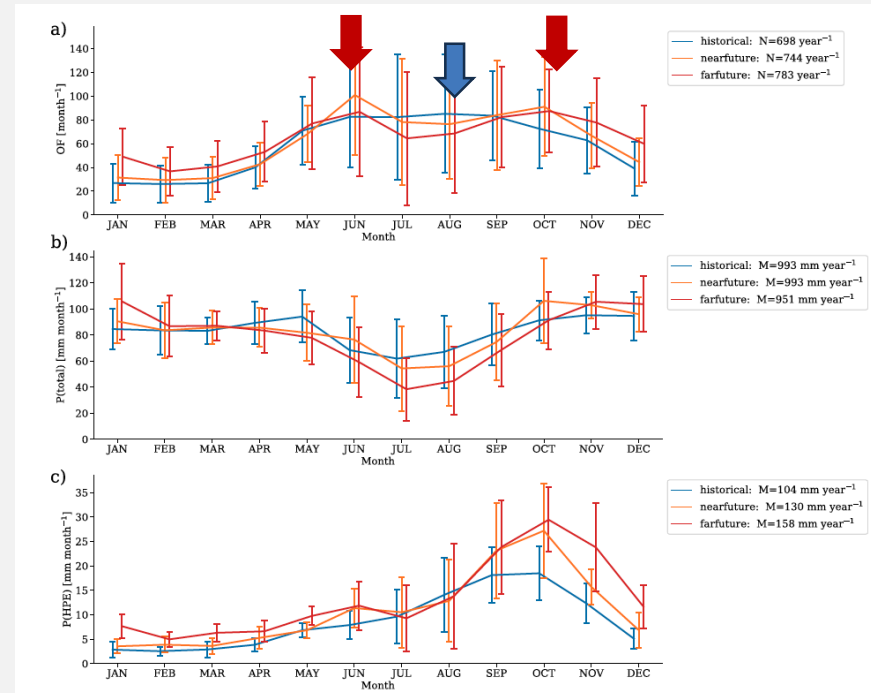 a)
OF [month⁻¹]
140
120
100
80
60
40
20
0
JAN FEB MAR APR MAY JUN JUL AUG SEP OCT NOV DEC
Month
historical: N=698 year⁻¹
nearfuture: N=744 year⁻¹
farfuture: N=783 year⁻¹
b)
P(total) [mm month⁻¹]
140
120
100
80
60
40
20
0
JAN FEB MAR APR MAY JUN JUL AUG SEP OCT NOV DEC
Month
historical: M=993 mm year⁻¹
nearfuture: M=993 mm year⁻¹
farfuture: M=951 mm year⁻¹
c)
P(HPE) [mm month⁻¹]
35
30
25
20
15
10
5
0
JAN FEB MAR APR MAY JUN JUL AUG SEP OCT NOV DEC
Month
historical: M=104 mm year⁻¹
nearfuture: M=130 mm year⁻¹
farfuture: M=158 mm year⁻¹